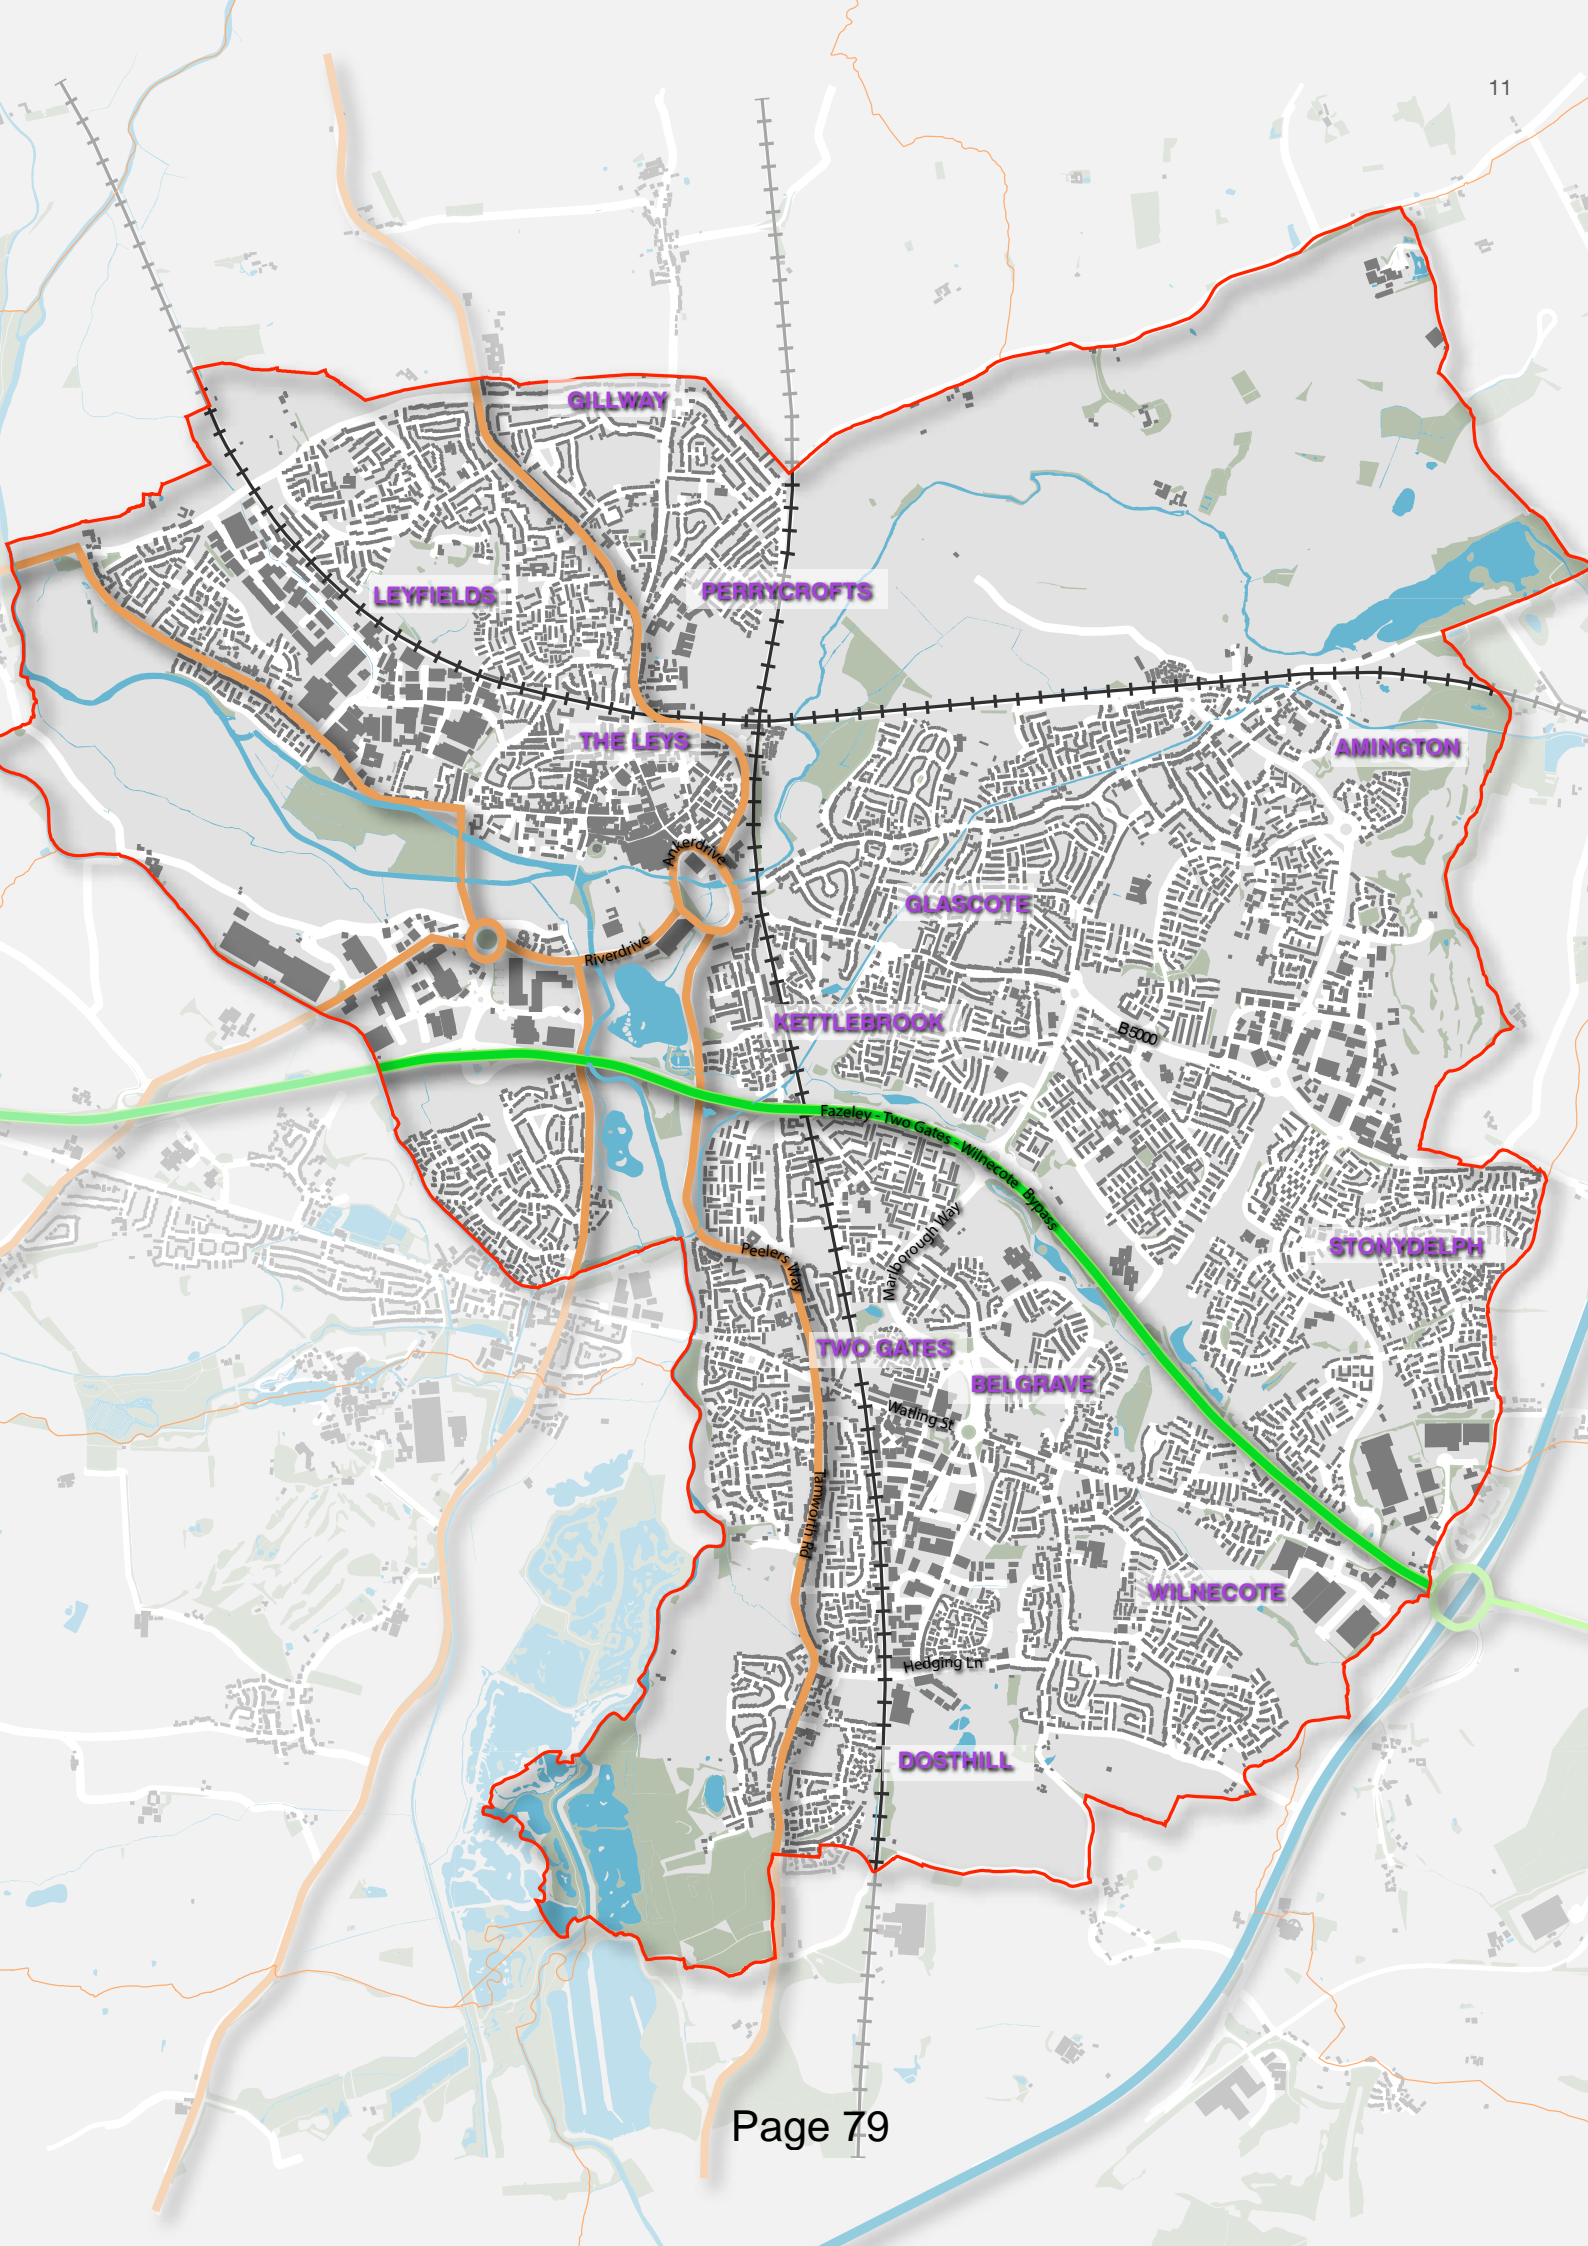 11
GILLWAY
LEYFIELDS
PERRYCROFTS
THE LEYS
AMINGTON
Ankerdrive
GLASCOTE
Riverdrive
KETTLEBROOK
B5000
Fazeley - Two Gates - Wilnecote Bypass
Marlborough Way
Peelers Way
STONYDELPH
TWO GATES
BELGRAVE
Watling St
Tamworth Rd
WILNECOTE
Hedging Ln
DOSTHILL
Page 79